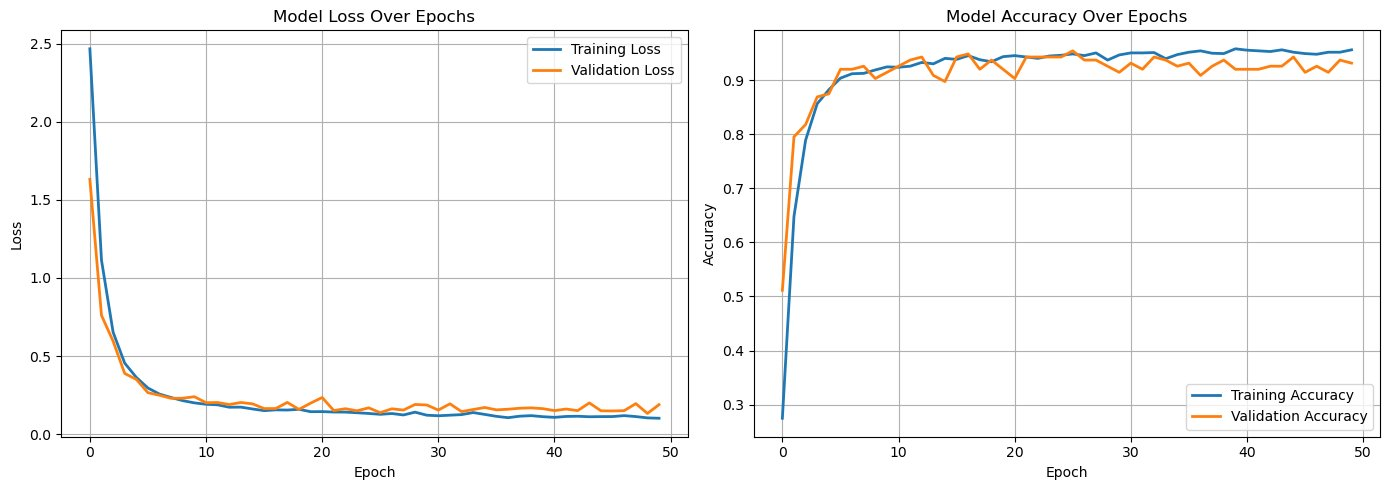 Model Loss Over Epochs
Training Loss
Validation Loss
2.5
2.0
1.5
1.0
0.5
0.0
Loss
0 10 20 30 40 50
Epoch
Model Accuracy Over Epochs
0.9
0.8
0.7
0.6
0.5
0.4
0.3
Accuracy
Training Accuracy
Validation Accuracy
0 10 20 30 40 50
Epoch